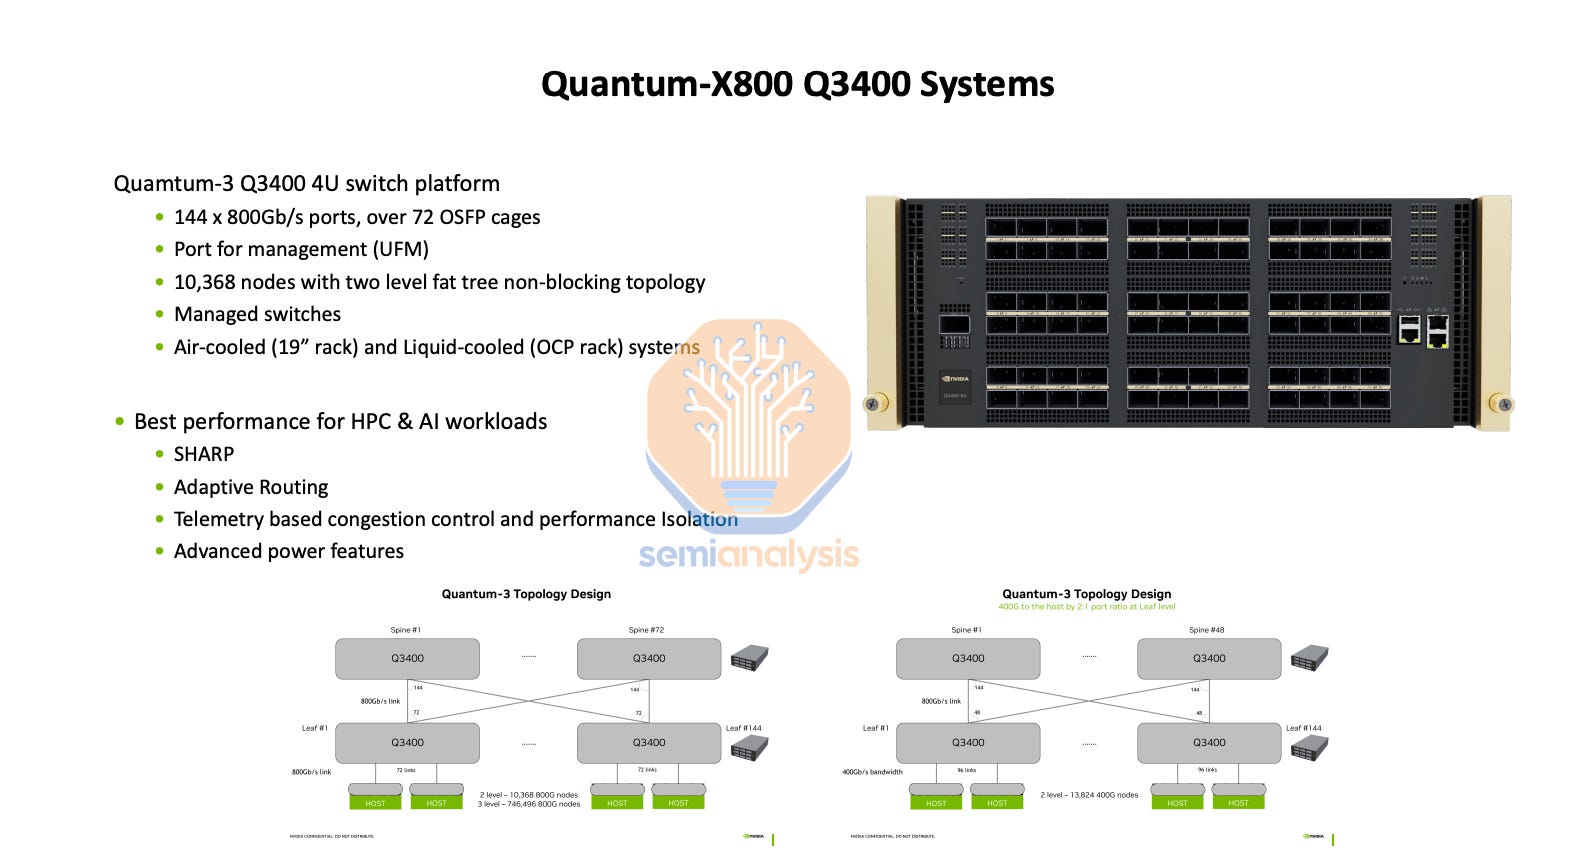 Quantum-X800 Q3400 Systems
Quamtum-3 Q3400 4U switch platform
• 144 x 800Gb/s ports, over 72 OSFP cages
• Port for management (UFM)
• 10,368 nodes with two level fat tree non-blocking topology
• Managed switches
• Air-cooled (19” rack) and Liquid-cooled (OCP rack) systems
• Best performance for HPC & AI workloads
• SHARP
• Adaptive Routing
• Telemetry based congestion control and performance Isolation
• Advanced power features
NVIDIA
Q3400-RA
semianalysis
Quantum-3 Topology Design
Spine #1
Spine #72
Q3400
.......
Q3400
144
144
800Gb/s link
72
72
Leaf #1
Leaf #144
Q3400
.......
Q3400
800Gb/s link
72 links
72 links
HOST
HOST
2 level – 10,368 800G nodes
3 level – 746,496 800G nodes
HOST
HOST
NVIDIA CONFIDENTIAL. DO NOT DISTRIBUTE.
NVIDIA
Quantum-3 Topology Design
400G to the host by 2:1 port ratio at Leaf level
Spine #1
Spine #48
Q3400
.......
Q3400
144
144
800Gb/s link
48
48
Leaf #1
Leaf #144
Q3400
.......
Q3400
400Gb/s bandwidth
96 links
96 links
HOST
HOST
2 level – 13,824 400G nodes
HOST
HOST
NVIDIA CONFIDENTIAL. DO NOT DISTRIBUTE.
NVIDIA